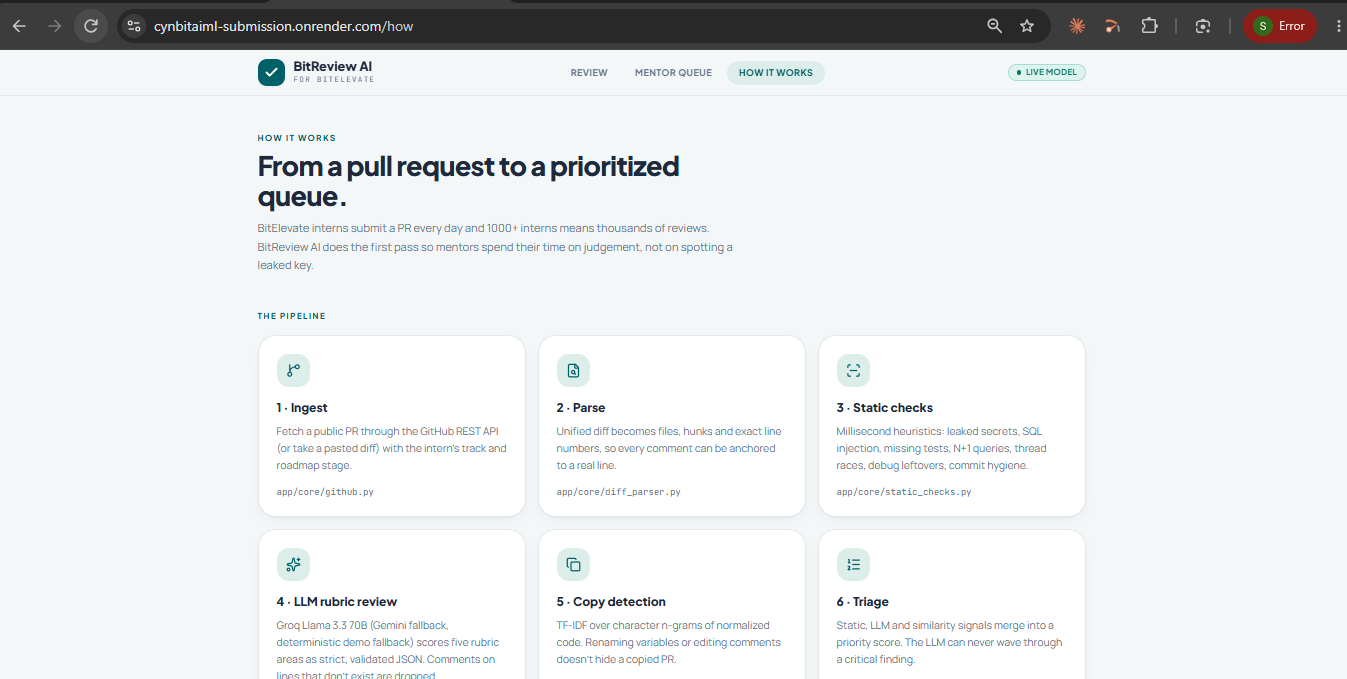 cynbitaiml-submission.onrender.com/how
S Error
BitReview AI
FOR BITELEVATE
REVIEW
MENTOR QUEUE
HOW IT WORKS
LIVE MODEL
HOW IT WORKS
From a pull request to a prioritized
queue.
BitElevate interns submit a PR every day and 1000+ interns means thousands of reviews.
BitReview AI does the first pass so mentors spend their time on judgement, not on spotting a
leaked key.
THE PIPELINE
1 · Ingest
Fetch a public PR through the GitHub REST API
(or take a pasted diff) with the intern's track and
roadmap stage.
app/core/github.py
2 · Parse
Unified diff becomes files, hunks and exact line
numbers, so every comment can be anchored
to a real line.
app/core/diff_parser.py
3 · Static checks
Millisecond heuristics: leaked secrets, SQL
injection, missing tests, N+1 queries, thread
races, debug leftovers, commit hygiene.
app/core/static_checks.py
4 · LLM rubric review
Groq Llama 3.3 70B (Gemini fallback,
deterministic demo fallback) scores five rubric
areas as strict, validated JSON. Comments on
lines that don't exist are dropped.
5 · Copy detection
TF-IDF over character n-grams of normalized
code. Renaming variables or editing comments
doesn't hide a copied PR.
6 · Triage
Static, LLM and similarity signals merge into a
priority score. The LLM can never wave through
a critical finding.